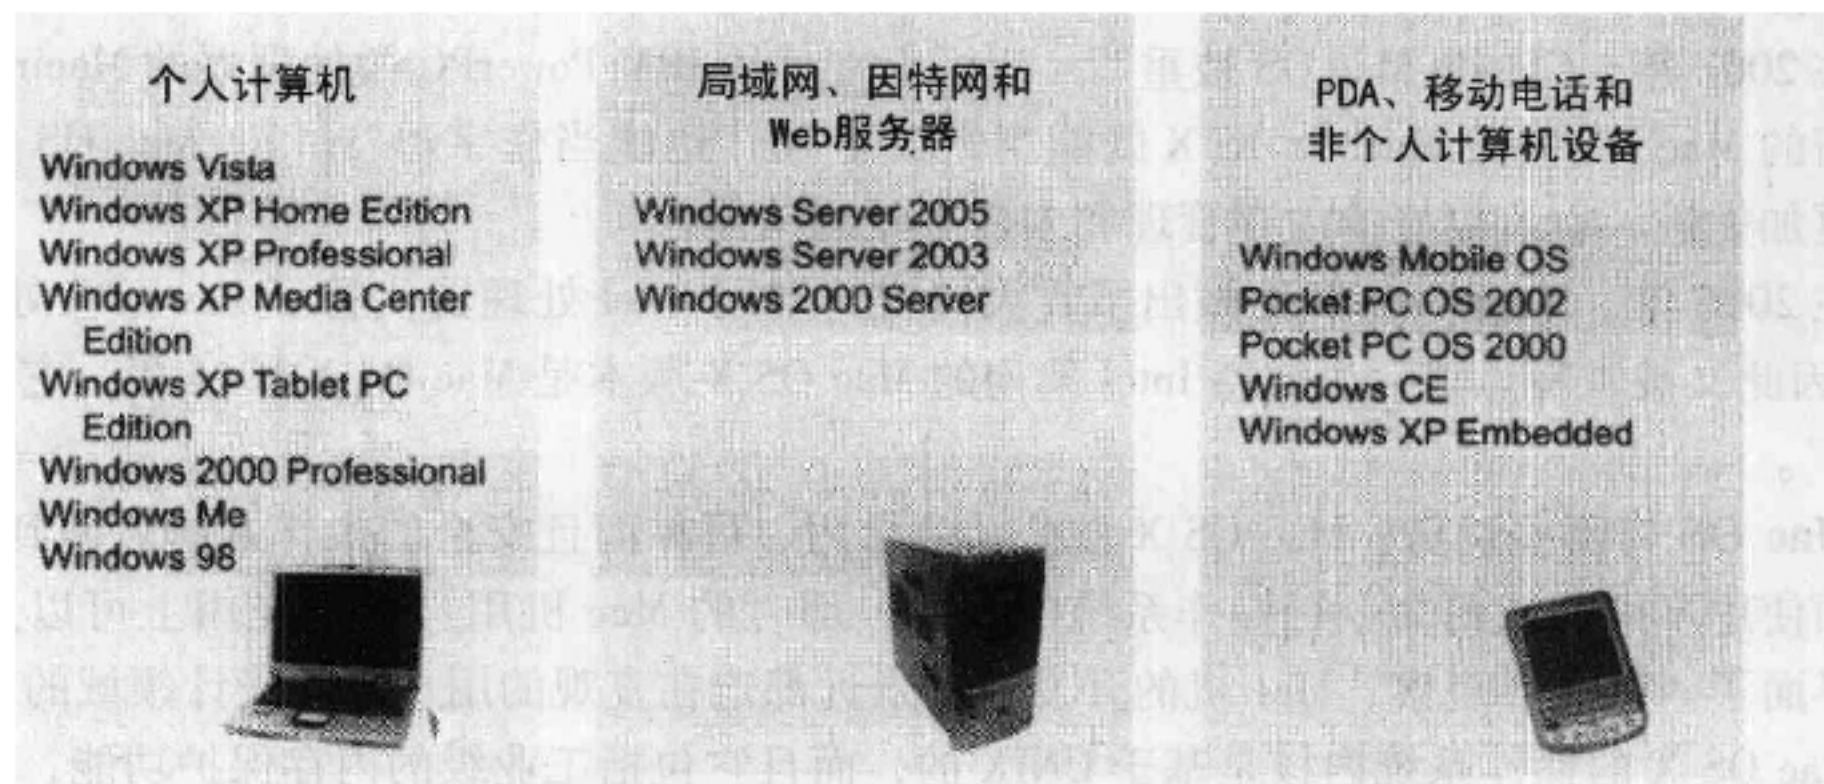 个人计算机
Windows Vista
Windows XP Home Edition
Windows XP Professional
Windows XP Media Center
Edition
Windows XP Tablet PC
Edition
Windows 2000 Professional
Windows Me
Windows 98
局域网、因特网和
Web服务器
Windows Server 2005
Windows Server 2003
Windows 2000 Server
PDA、移动电话和
非个人计算机设备
Windows Mobile OS
Pocket PC OS 2002
Pocket PC OS 2000
Windows CE
Windows XP Embedded